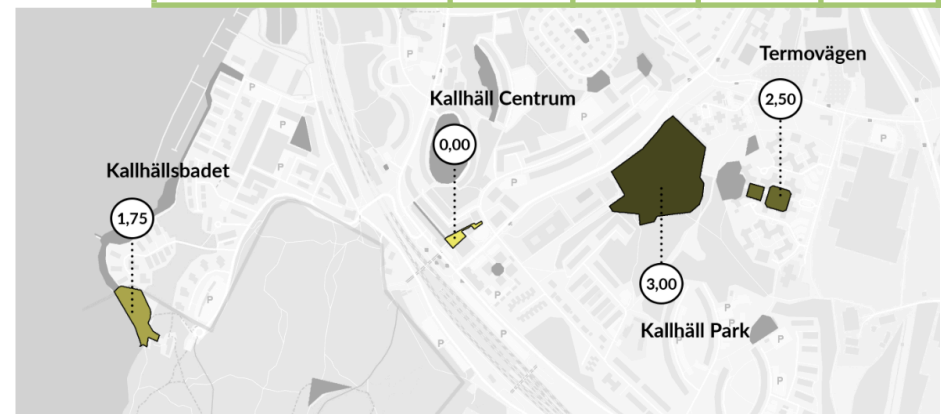 Termovägen
2,50
Kallhäll Centrum
0,00
Kallhällsbadet
1,75
3,00
Kallhäll Park
P
P
P
P
P
P
P
P
P